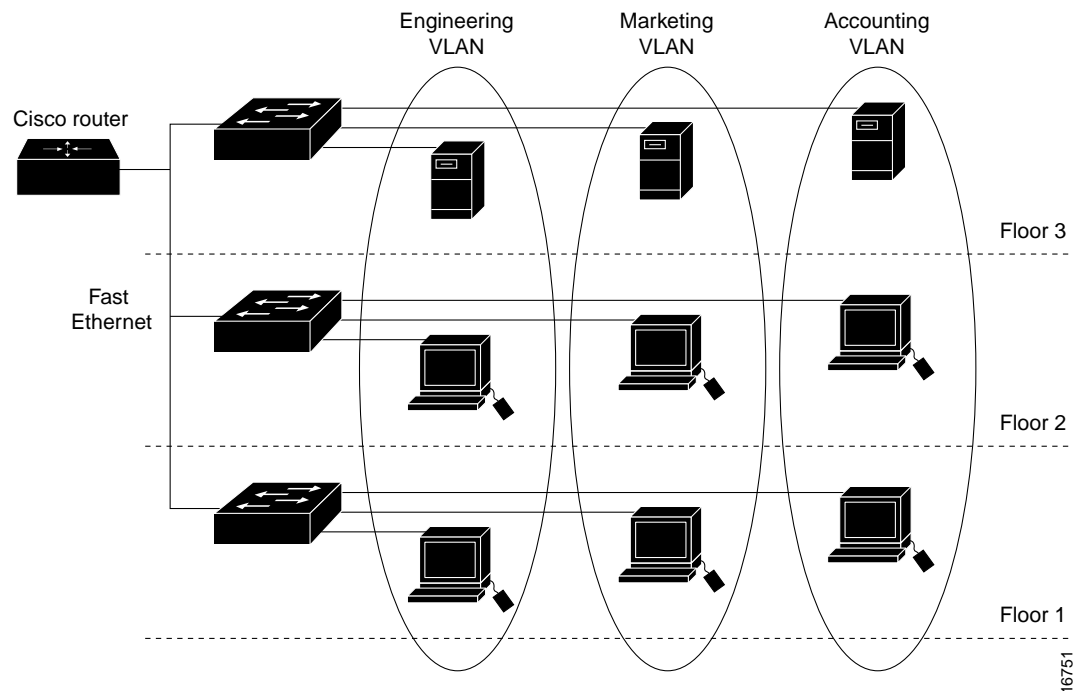 Engineering
VLAN
Marketing
VLAN
Accounting
VLAN
Cisco router
Floor 3
Fast
Ethernet
Floor 2
Floor 1
16751